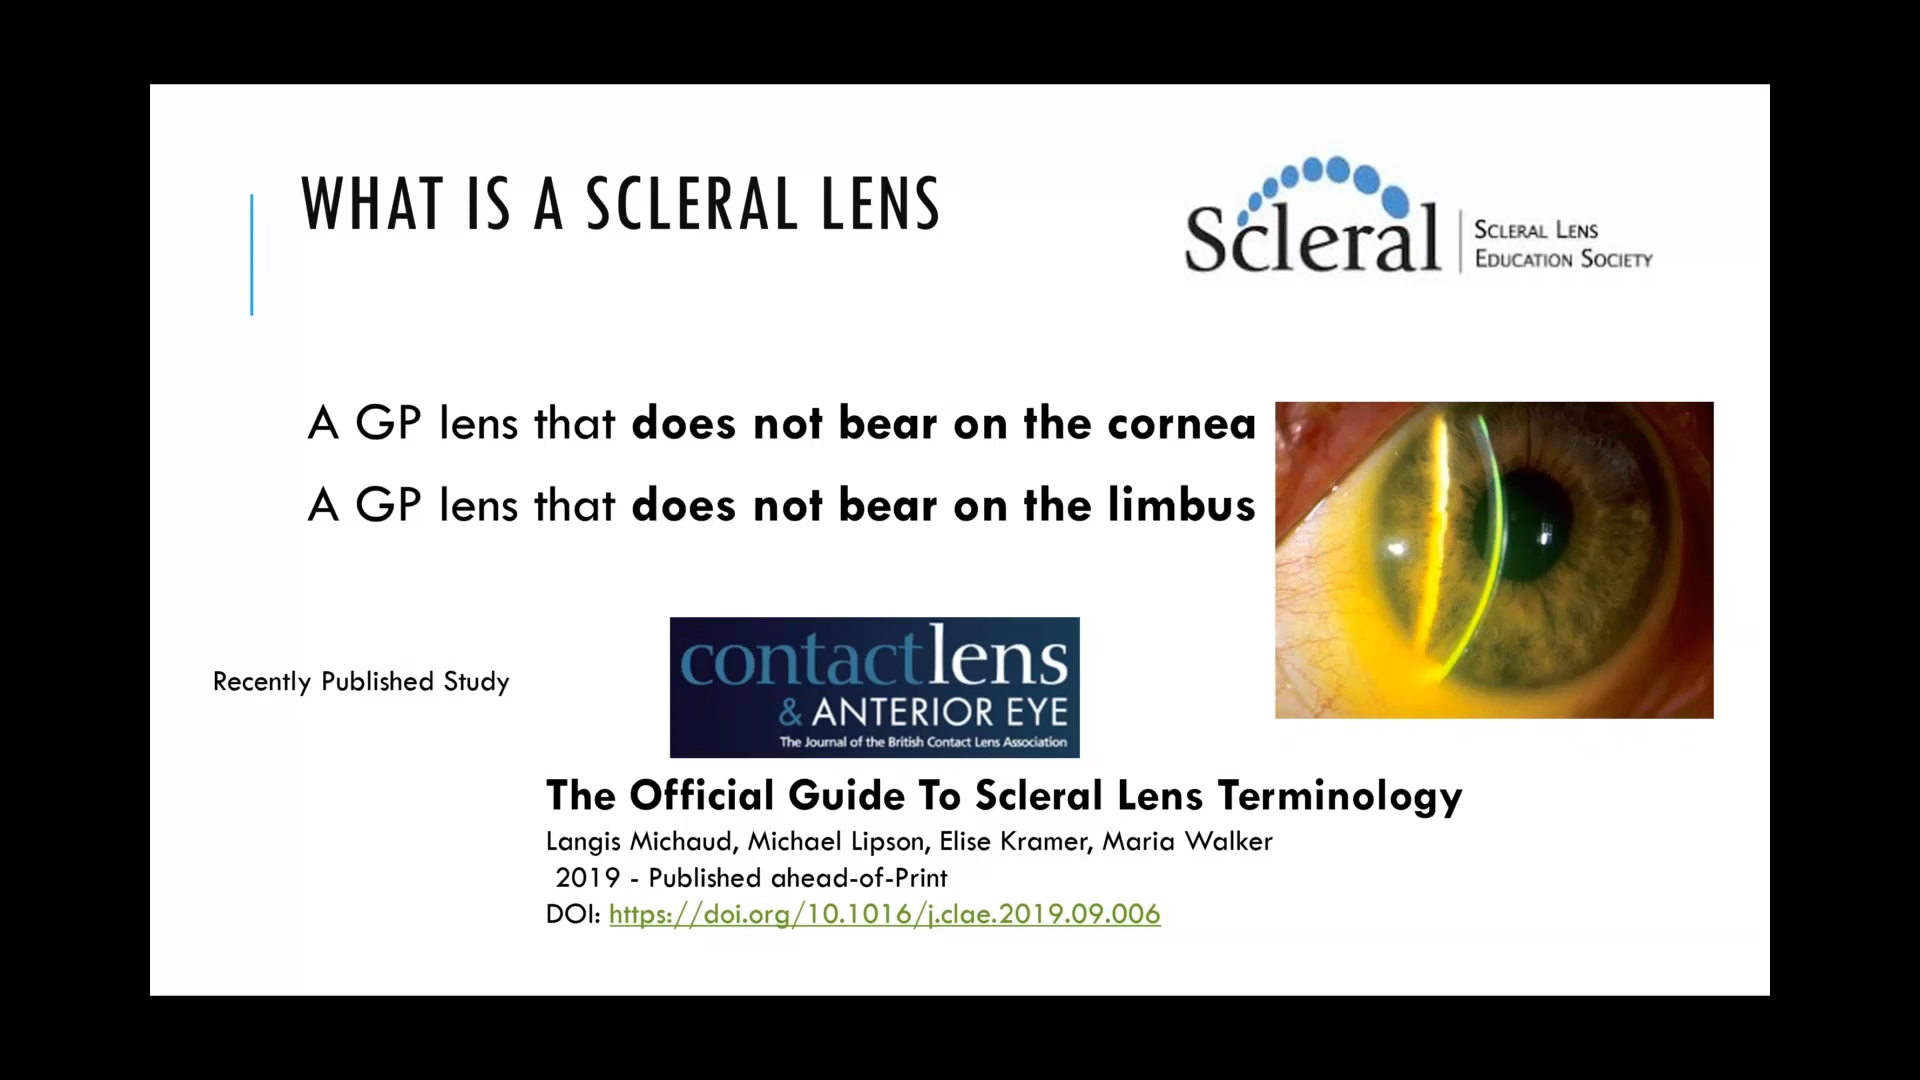 WHAT IS A SCLERAL LENS
Scleral
SCLERAL LENS
EDUCATION SOCIETY
A GP lens that does not bear on the cornea
A GP lens that does not bear on the limbus
Recently Published Study
contactlens
& ANTERIOR EYE
The Journal of the British Contact Lens Association
The Official Guide To Scleral Lens Terminology
Langis Michaud, Michael Lipson, Elise Kramer, Maria Walker
2019 - Published ahead-of-Print
DOI: https://doi.org/10.1016/j.clae.2019.09.006